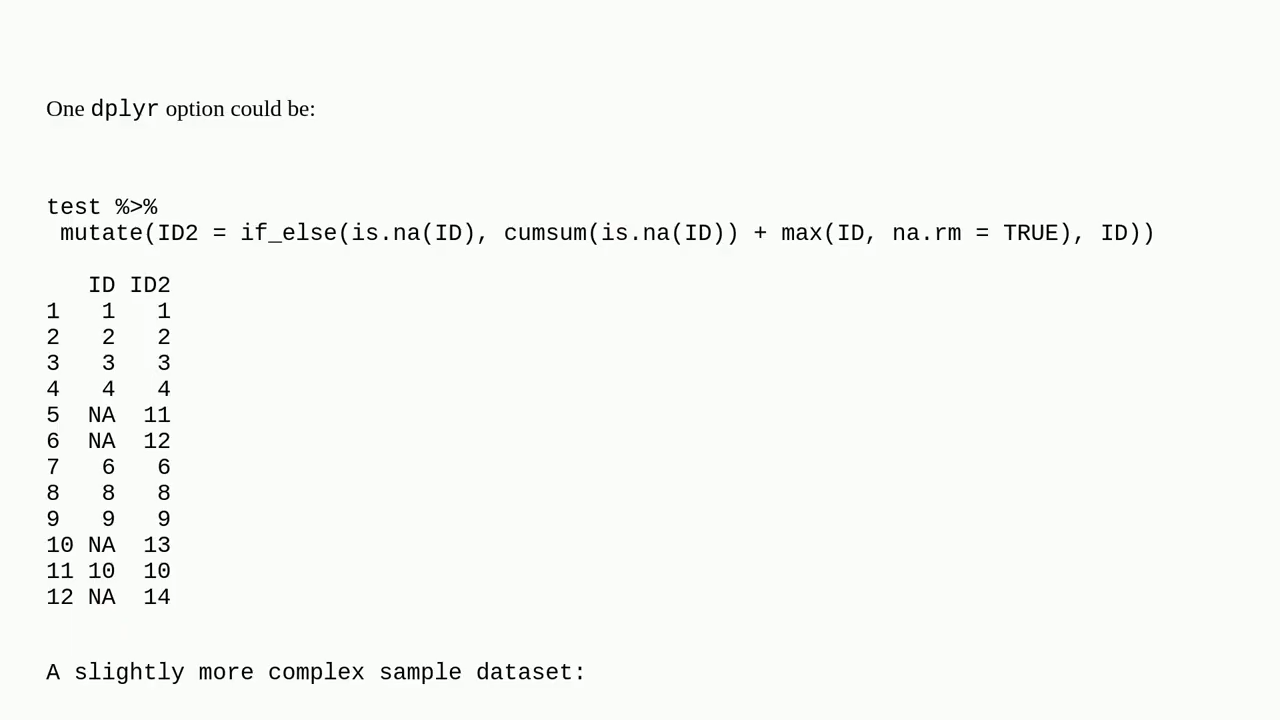 One dplyr option could be:
test %>%
 mutate(ID2 = if_else(is.na(ID), cumsum(is.na(ID)) + max(ID, na.rm = TRUE), ID))
   ID ID2
1   1   1
2   2   2
3   3   3
4   4   4
5  NA  11
6  NA  12
7   6   6
8   8   8
9   9   9
10 NA  13
11 10  10
12 NA  14
A slightly more complex sample dataset: